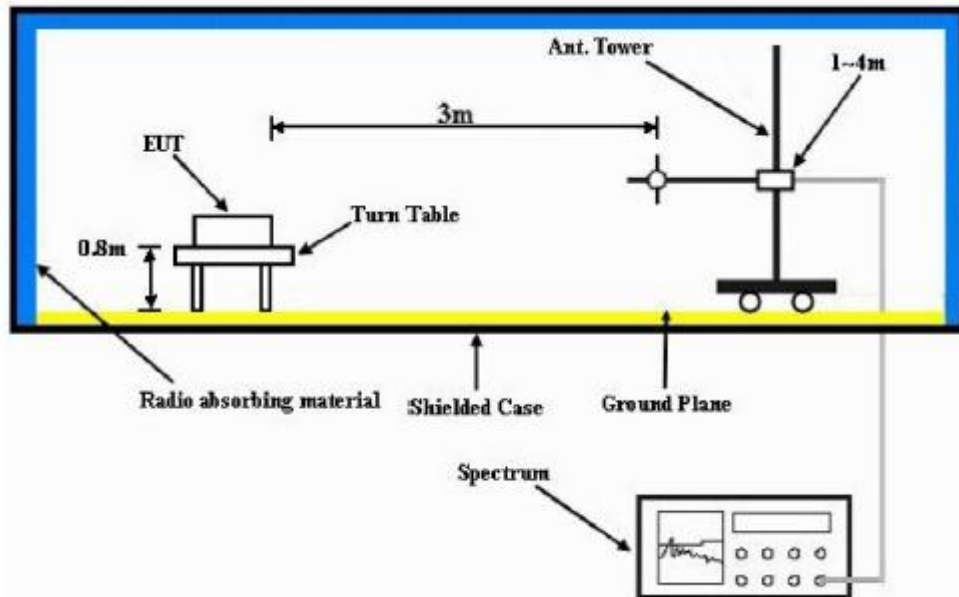 Ant. Tower
1~4m
3m
EUT
Turn Table
0.8m
Radio absorbing material
Shielded Case
Ground Plane
Spectrum